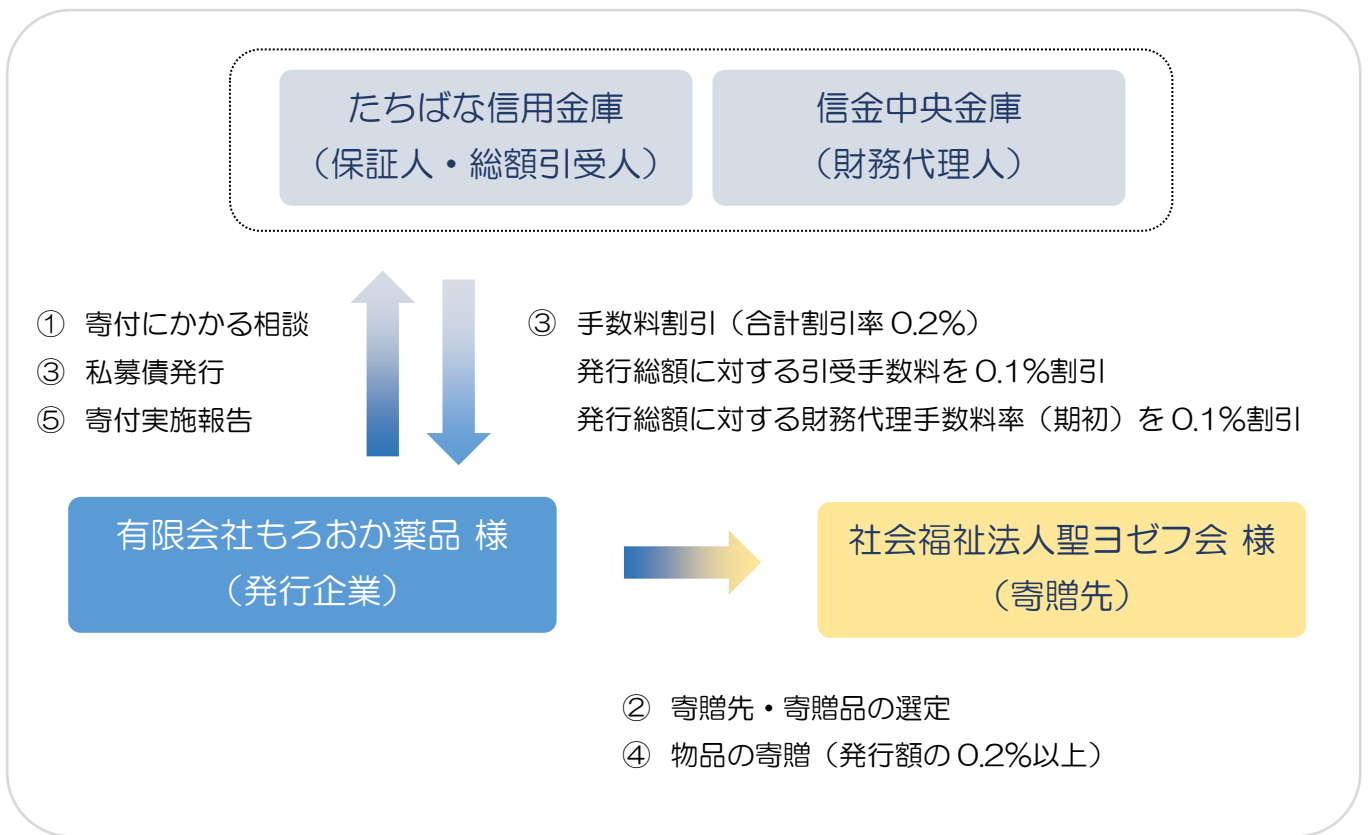 たちばな信用金庫
（保証人・総額引受人）
信金中央金庫
（財務代理人）
① 寄付にかかる相談
③ 私募債発行
⑤ 寄付実施報告
③ 手数料割引（合計割引率0.2%）
発行総額に対する引受手数料を0.1%割引
発行総額に対する財務代理手数料率（期初）を0.1%割引
有限会社もろおか薬品 様
（発行企業）
社会福祉法人聖ヨゼフ会 様
（寄贈先）
② 寄贈先・寄贈品の選定
④ 物品の寄贈（発行額の0.2%以上）